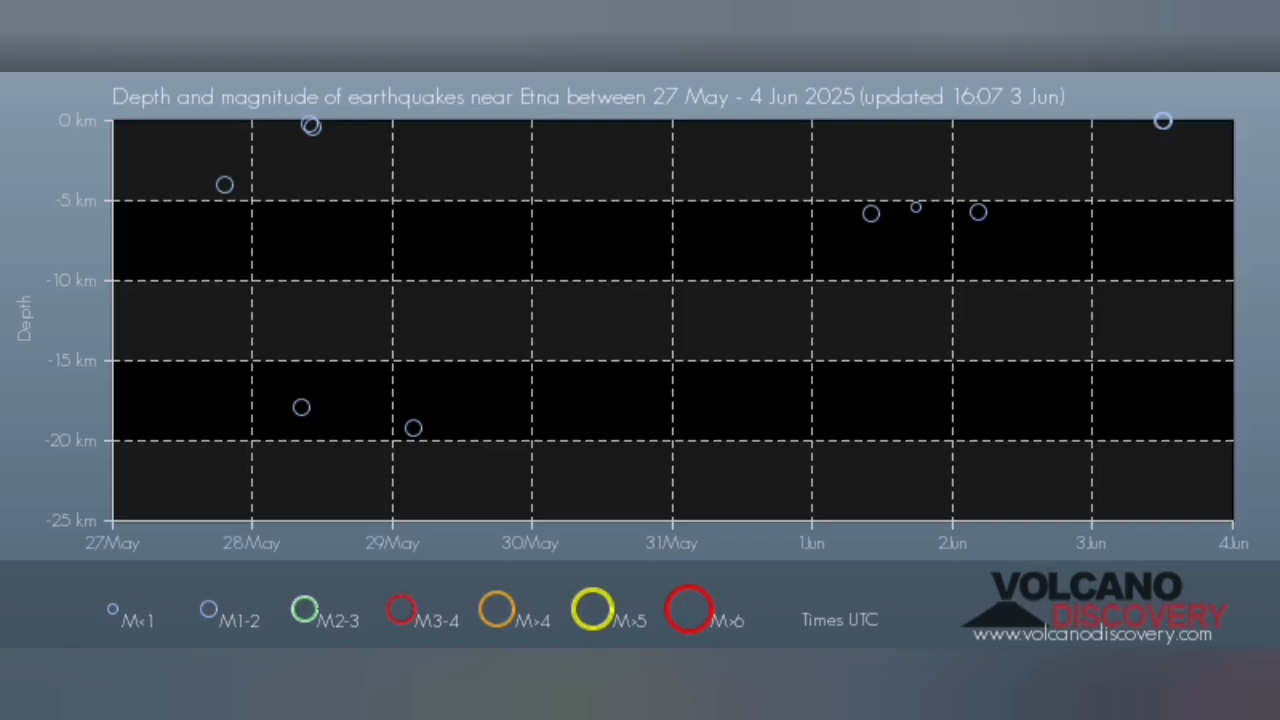 Depth and magnitude of earthquakes near Etna between 27 May - 4 Jun 2025 (updated 16:07 3 Jun)
0 km
-5 km
-10 km
-15 km
-20 km
-25 km
Depth
27May 28May 29May 30May 31May 1Jun 2Jun 3Jun 4Jun
M<1 M1-2 M2-3 M3-4 M>4 M>5 M>6 Times UTC
VOLCANO
DISCOVERY
www.volcanodiscovery.com